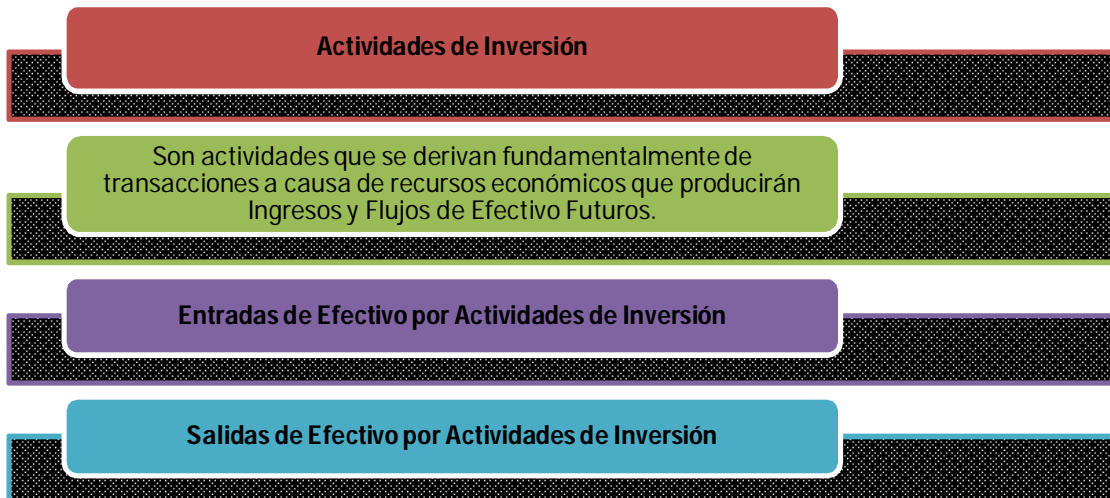 Actividades de Inversión
Son actividades que se derivan fundamentalmente de
transacciones a causa de recursos económicos que producirán
Ingresos y Flujos de Efectivo Futuros.
Entradas de Efectivo por Actividades de Inversión
Salidas de Efectivo por Actividades de Inversión